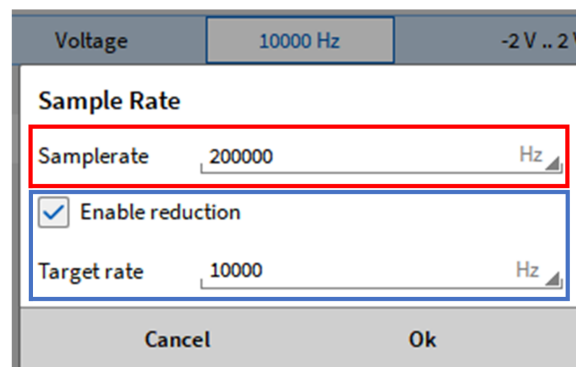 Voltage 10000 Hz -2 V .. 2 V
Sample Rate
Samplerate 200000 Hz
Enable reduction
Target rate 10000 Hz
Cancel Ok